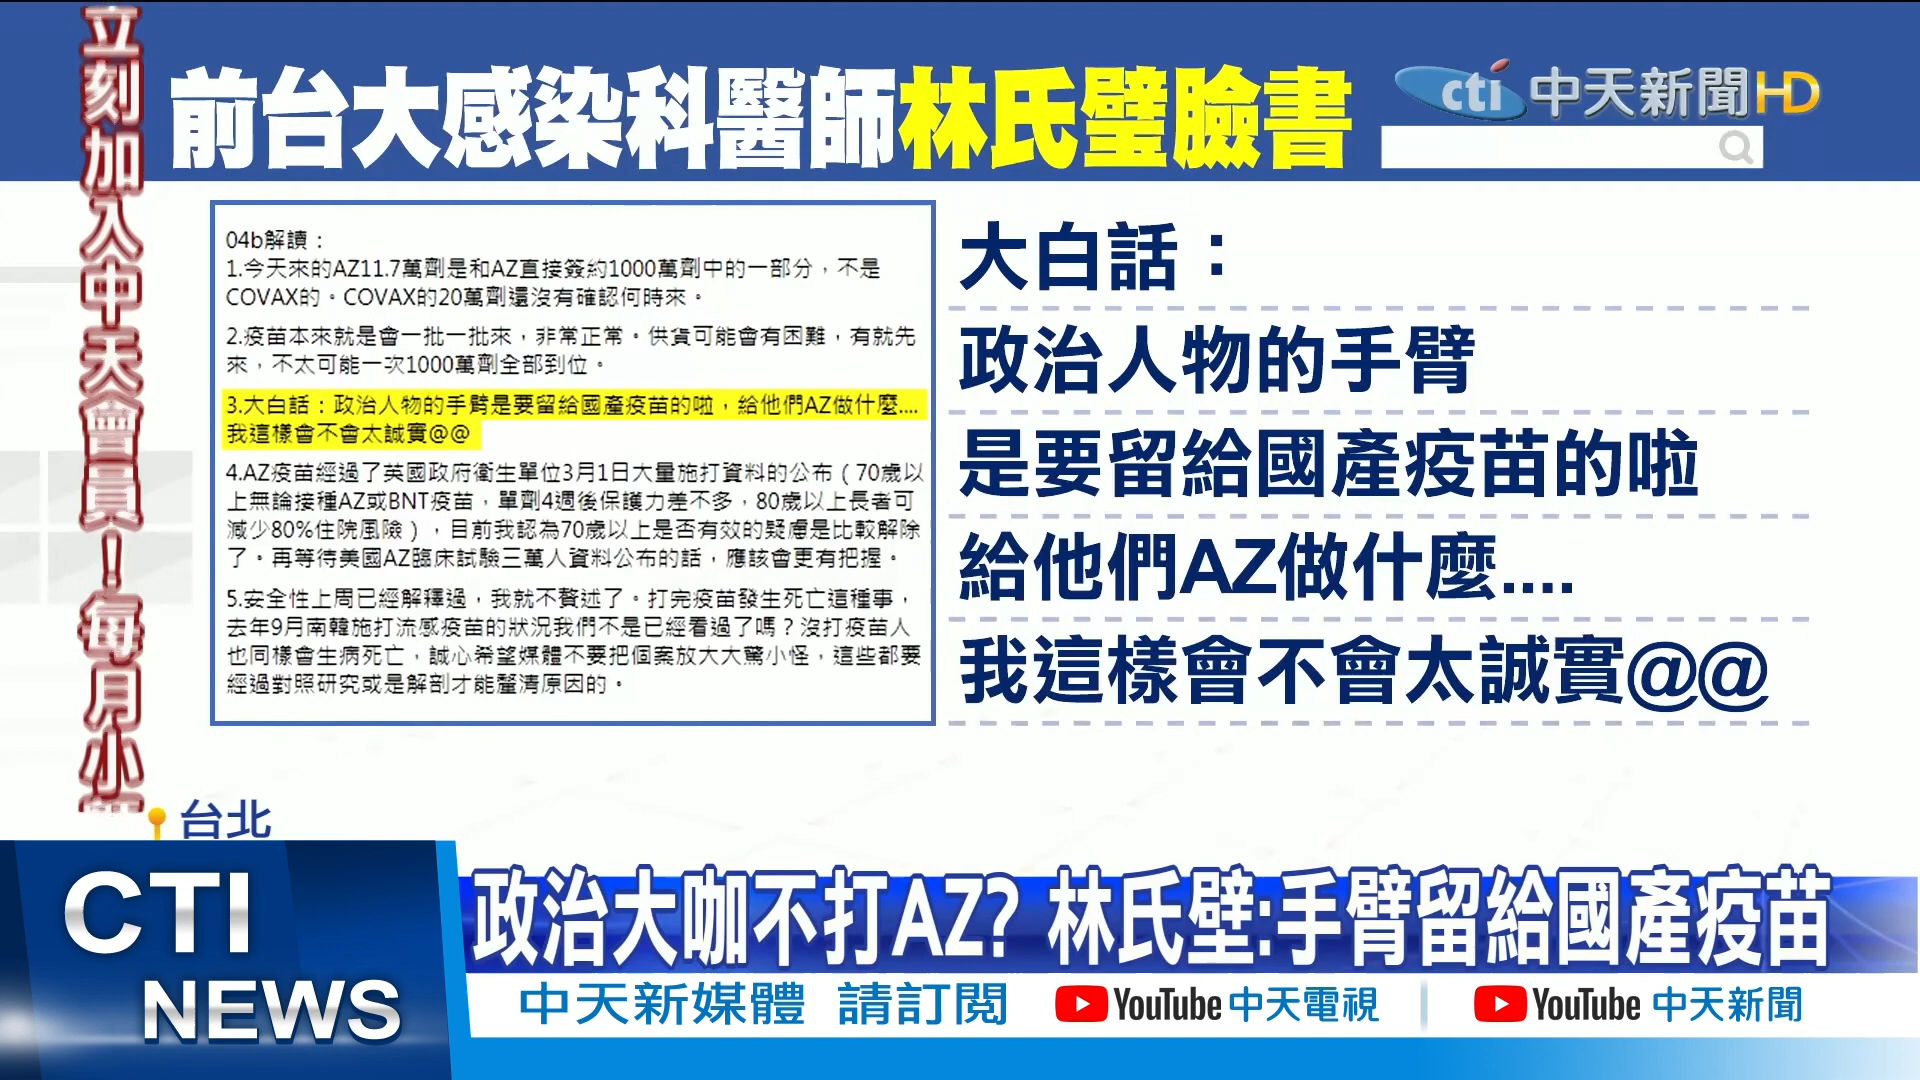 立刻加入中天會員！每月小
前台大感染科醫師林氏璧臉書
cti 中天新聞HD
04b解讀：
1.今天來的AZ11.7萬劑是和AZ直接簽約1000萬劑中的一部分，不是
COVAX的。COVAX的20萬劑還沒有確認何時來。
2.疫苗本來就是會一批一批來，非常正常。供貨可能會有困難，有就先
來，不太可能一次1000萬劑全部到位。
3.大白話：政治人物的手臂是要留給國產疫苗的啦，給他們AZ做什麼....
我這樣會不會太誠實@@
4.AZ疫苗經過了英國政府衛生單位3月1日大量施打資料的公布（70歲以
上無論接種AZ或BNT疫苗，單劑4週後保護力差不多，80歲以上長者可
減少80%住院風險），目前我認為70歲以上是否有效的疑慮是比較解除
了。再等待美國AZ臨床試驗三萬人資料公布的話，應該會更有把握。
5.安全性上周已經解釋過，我就不贅述了。打完疫苗發生死亡這種事，
去年9月南韓施打流感疫苗的狀況我們不是已經看過了嗎？沒打疫苗人
也同樣會生病死亡，誠心希望媒體不要把個案放大大驚小怪，這些都要
經過對照研究或是解剖才能釐清原因的。
大白話：
政治人物的手臂
是要留給國產疫苗的啦
給他們AZ做什麼....
我這樣會不會太誠實@@
台北
CTI
NEWS
政治大咖不打AZ? 林氏壁:手臂留給國產疫苗
中天新媒體 請訂閱 YouTube 中天電視 YouTube 中天新聞